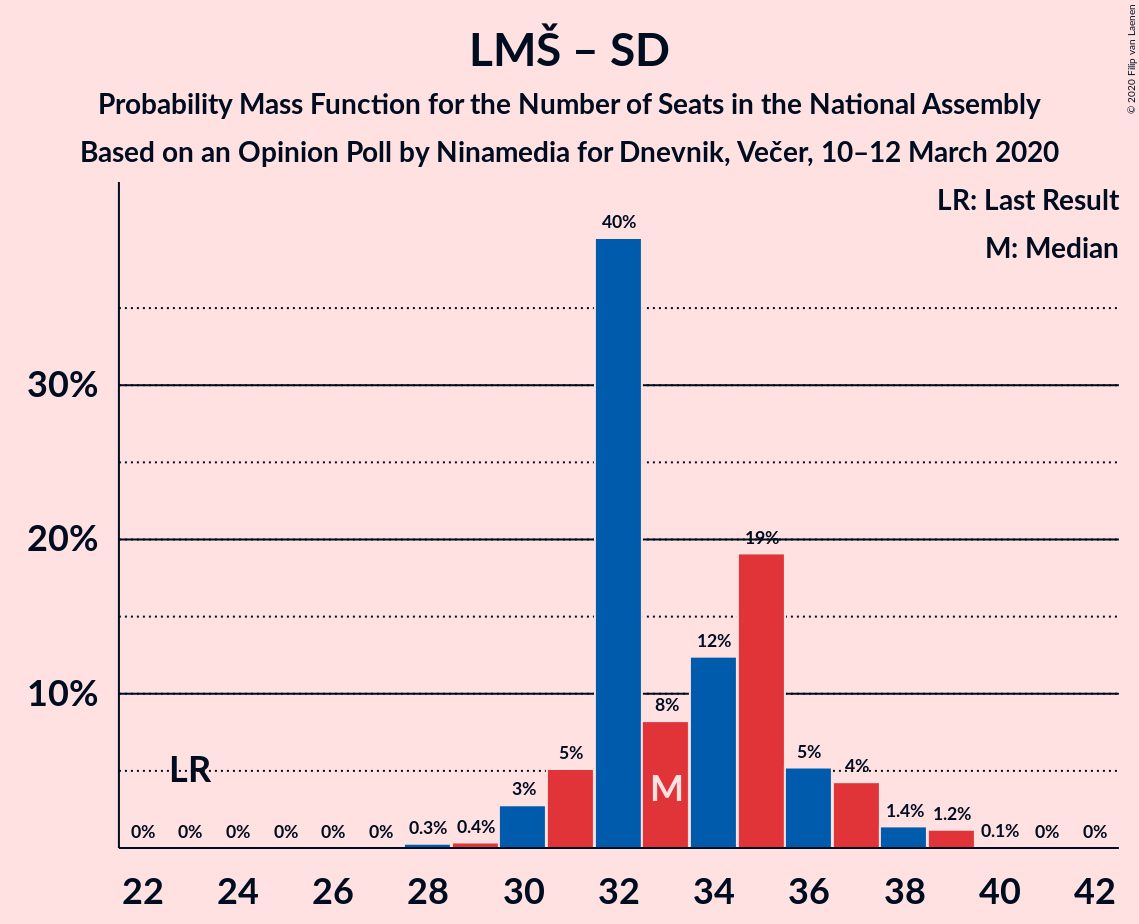 LMŠ – SD
Probability Mass Function for the Number of Seats in the National Assembly
Based on an Opinion Poll by Ninamedia for Dnevnik, Večer, 10–12 March 2020
© 2020 Filip van Laenen
LR: Last Result
M: Median
40%
30%
20%
19%
12%
10%
8%
LR
5%
5%
4%
M
3%
0% 0% 0% 0% 0% 0% 0.3% 0.4% 1.4% 1.2% 0.1% 0% 0%
22 24 26 28 30 32 34 36 38 40 42